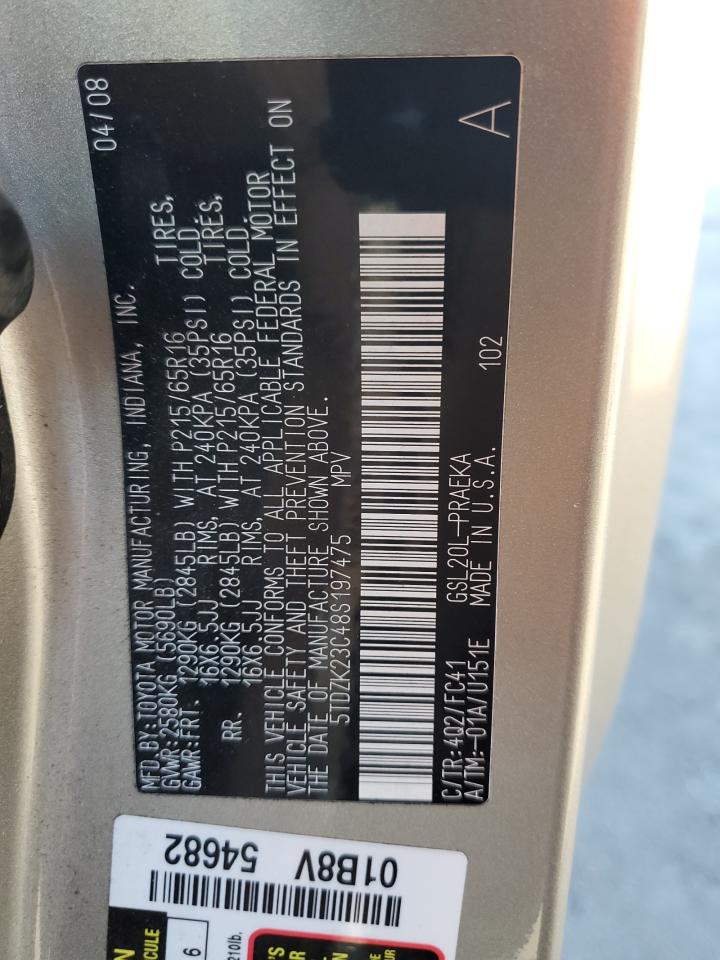 MFD.BY:TOYOTA MOTOR MANUFACTURING, INDIANA, INC. 04/08
GVWR:2580KG(5690LB)
GAWR:FRT. 1290KG (2845LB) WITH P215/65R16 TIRES,
16X6.5JJ RIMS, AT 240KPA (35PSI) COLD.
RR. 1290KG (2845LB) WITH P215/65R16 TIRES,
16X6.5JJ RIMS, AT 240KPA (35PSI) COLD.
THIS VEHICLE CONFORMS TO ALL APPLICABLE FEDERAL MOTOR
VEHICLE SAFETY AND THEFT PREVENTION STANDARDS IN EFFECT ON
THE DATE OF MANUFACTURE SHOWN ABOVE.
5TDZK23C48S197475 MPV
C/TR:4Q2/FC41 GSL20L-PRAEKA
A/TM:-01A/U151E MADE IN U.S.A. 102 A
54682
01B8V
6
210lb.